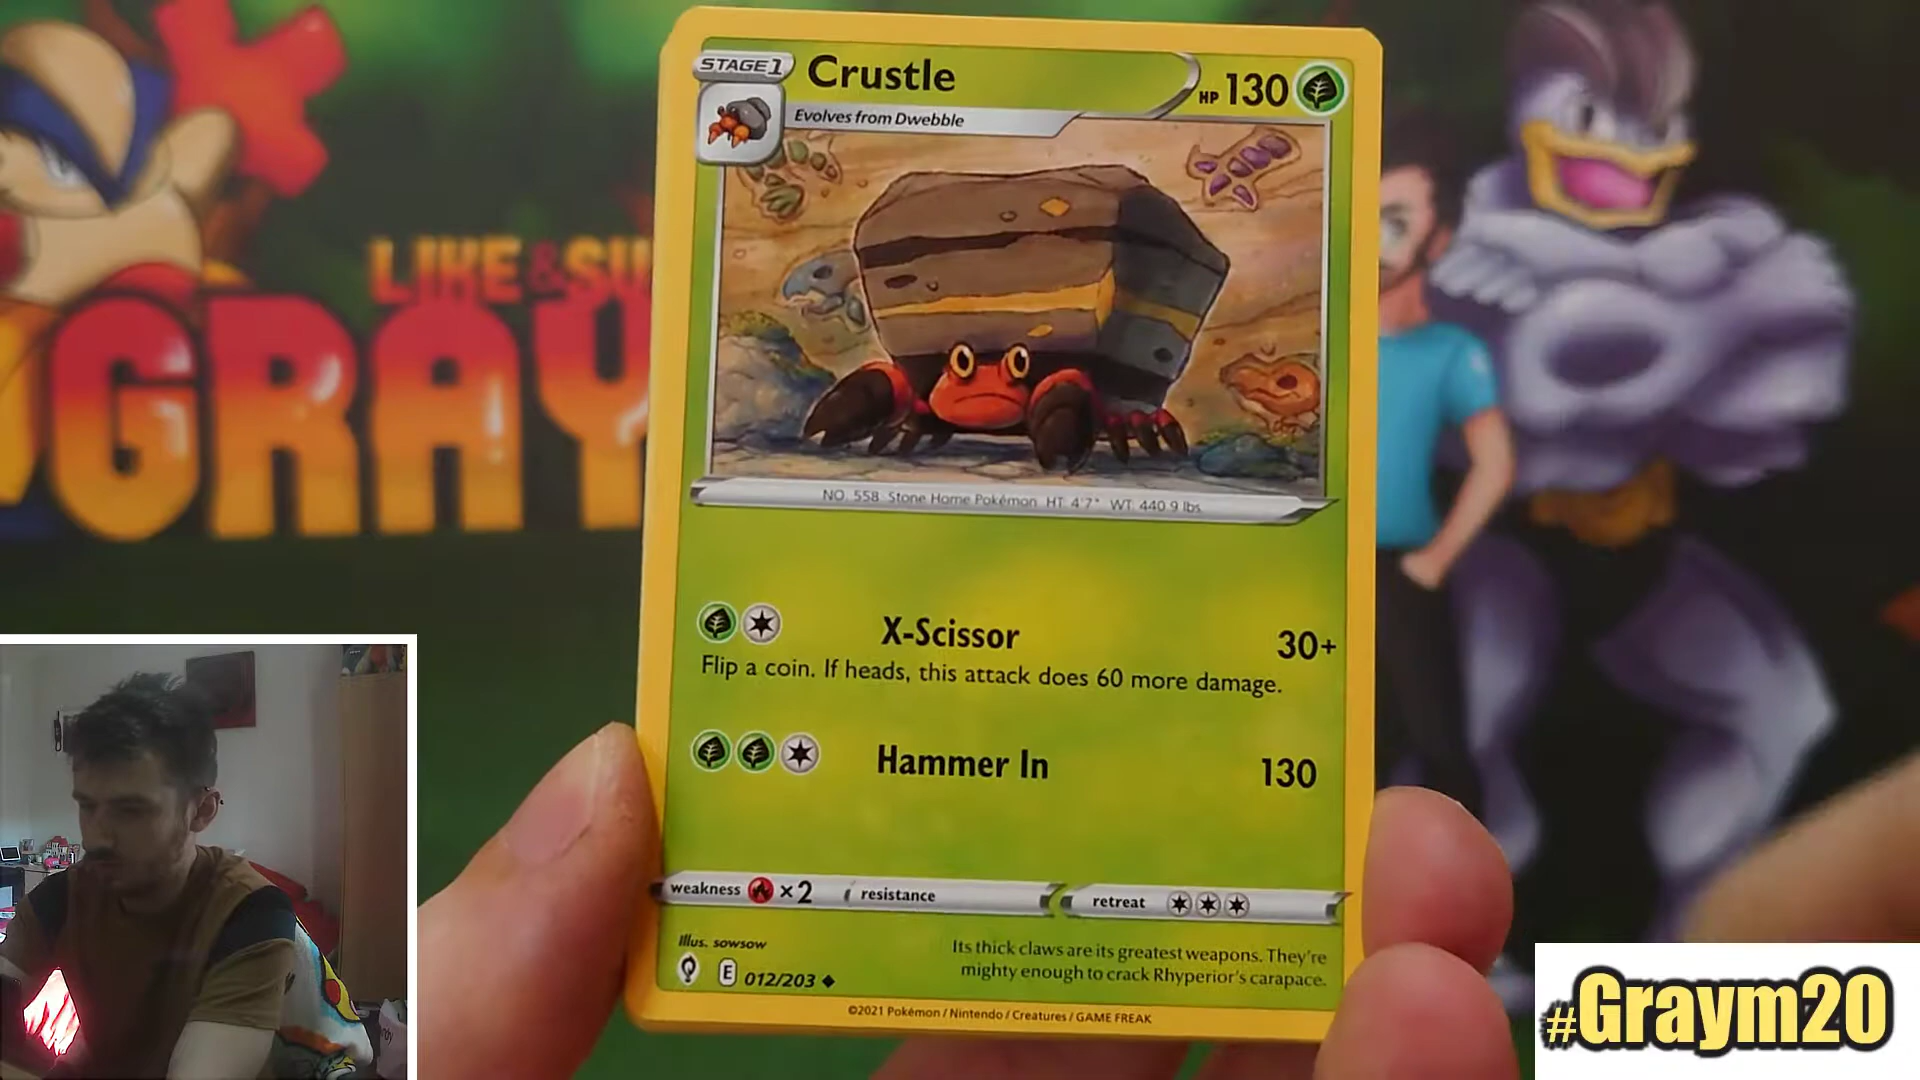 LIKE & SU
GRAY
STAGE 1
Crustle
HP 130
Evolves from Dwebble
NO. 558 Stone Home Pokémon HT: 4'7" WT: 440.9 lbs.
X-Scissor 30+
Flip a coin. If heads, this attack does 60 more damage.
Hammer In 130
weakness ×2 resistance retreat
Illus. sowsow
E 012/203
Its thick claws are its greatest weapons. They're
mighty enough to crack Rhyperior's carapace.
©2021 Pokémon / Nintendo / Creatures / GAME FREAK
#Graym20